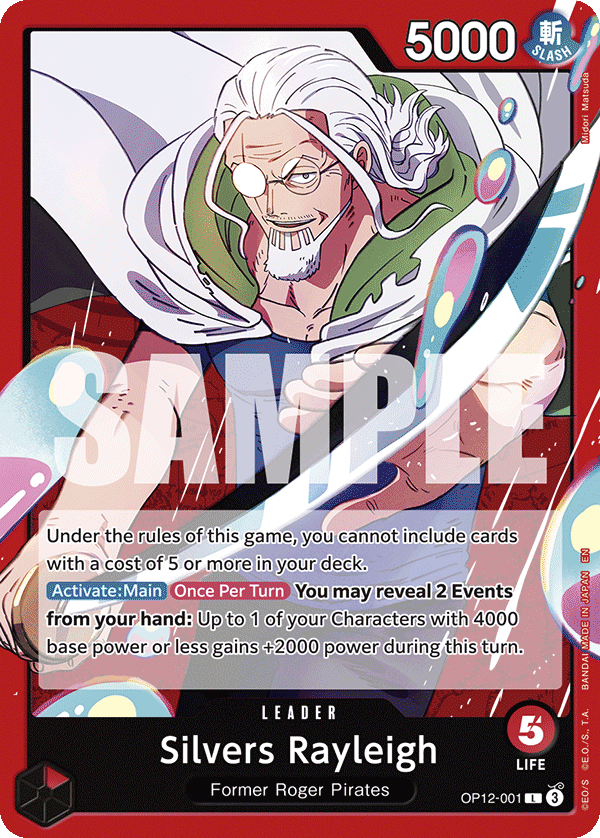 5000
斬
SLASH
Midori Matsuda
SAMPLE
Under the rules of this game, you cannot include cards
with a cost of 5 or more in your deck.
Activate:Main Once Per Turn You may reveal 2 Events
from your hand: Up to 1 of your Characters with 4000
base power or less gains +2000 power during this turn.
LEADER
Silvers Rayleigh
Former Roger Pirates
5
LIFE
OP12-001 L 3
©E.O./S., T.A. BANDAI MADE IN JAPAN EN
©EO/S